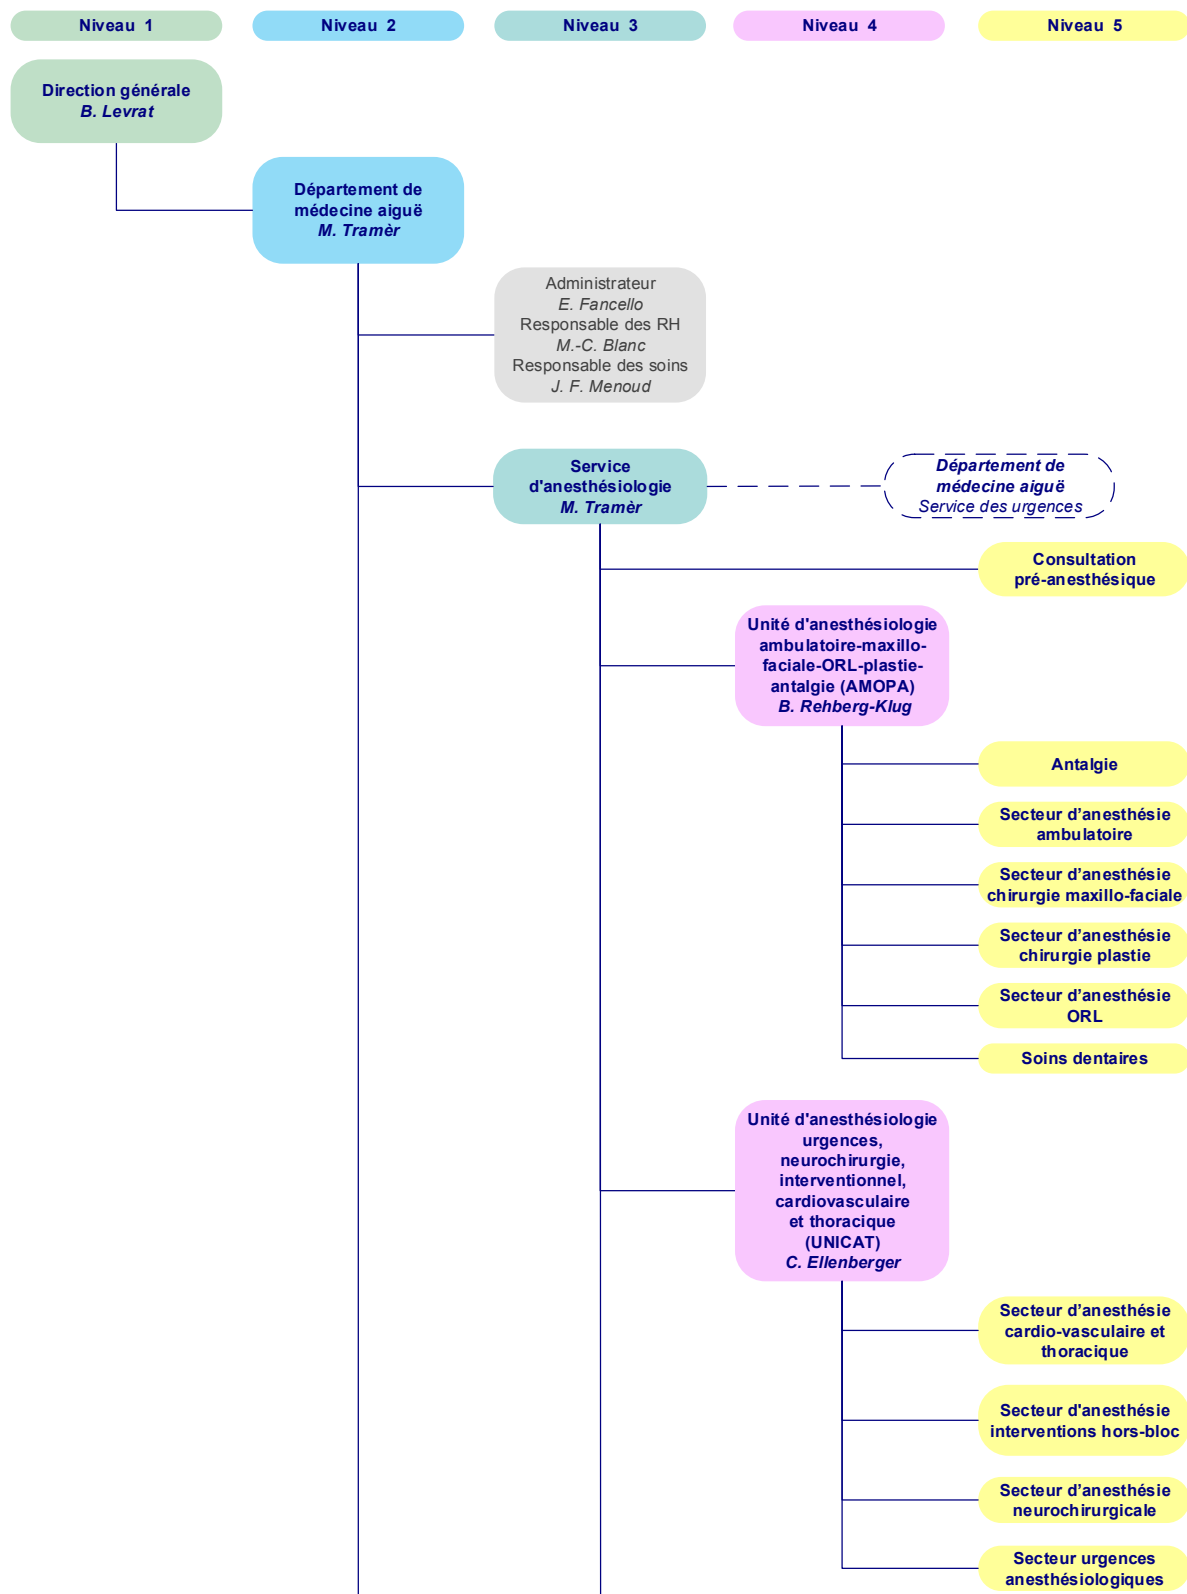 Niveau 1
Niveau 2
Niveau 3
Niveau 4
Niveau 5
Direction générale
B. Levrat
Département de
médecine aiguë
M. Tramèr
Administrateur
E. Fancello
Responsable des RH
M.-C. Blanc
Responsable des soins
J. F. Menoud
Service
d'anesthésiologie
M. Tramèr
Département de
médecine aiguë
Service des urgences
Consultation
pré-anesthésique
Unité d'anesthésiologie
ambulatoire-maxillo-
faciale-ORL-plastie-
antalgie (AMOPA)
B. Rehberg-Klug
Antalgie
Secteur d’anesthésie
ambulatoire
Secteur d’anesthésie
chirurgie maxillo-faciale
Secteur d’anesthésie
chirurgie plastie
Secteur d’anesthésie
ORL
Soins dentaires
Unité d'anesthésiologie
urgences,
neurochirurgie,
interventionnel,
cardiovasculaire
et thoracique
(UNICAT)
C. Ellenberger
Secteur d’anesthésie
cardio-vasculaire et
thoracique
Secteur d'anesthésie
interventions hors-bloc
Secteur d’anesthésie
neurochirurgicale
Secteur urgences
anesthésiologiques